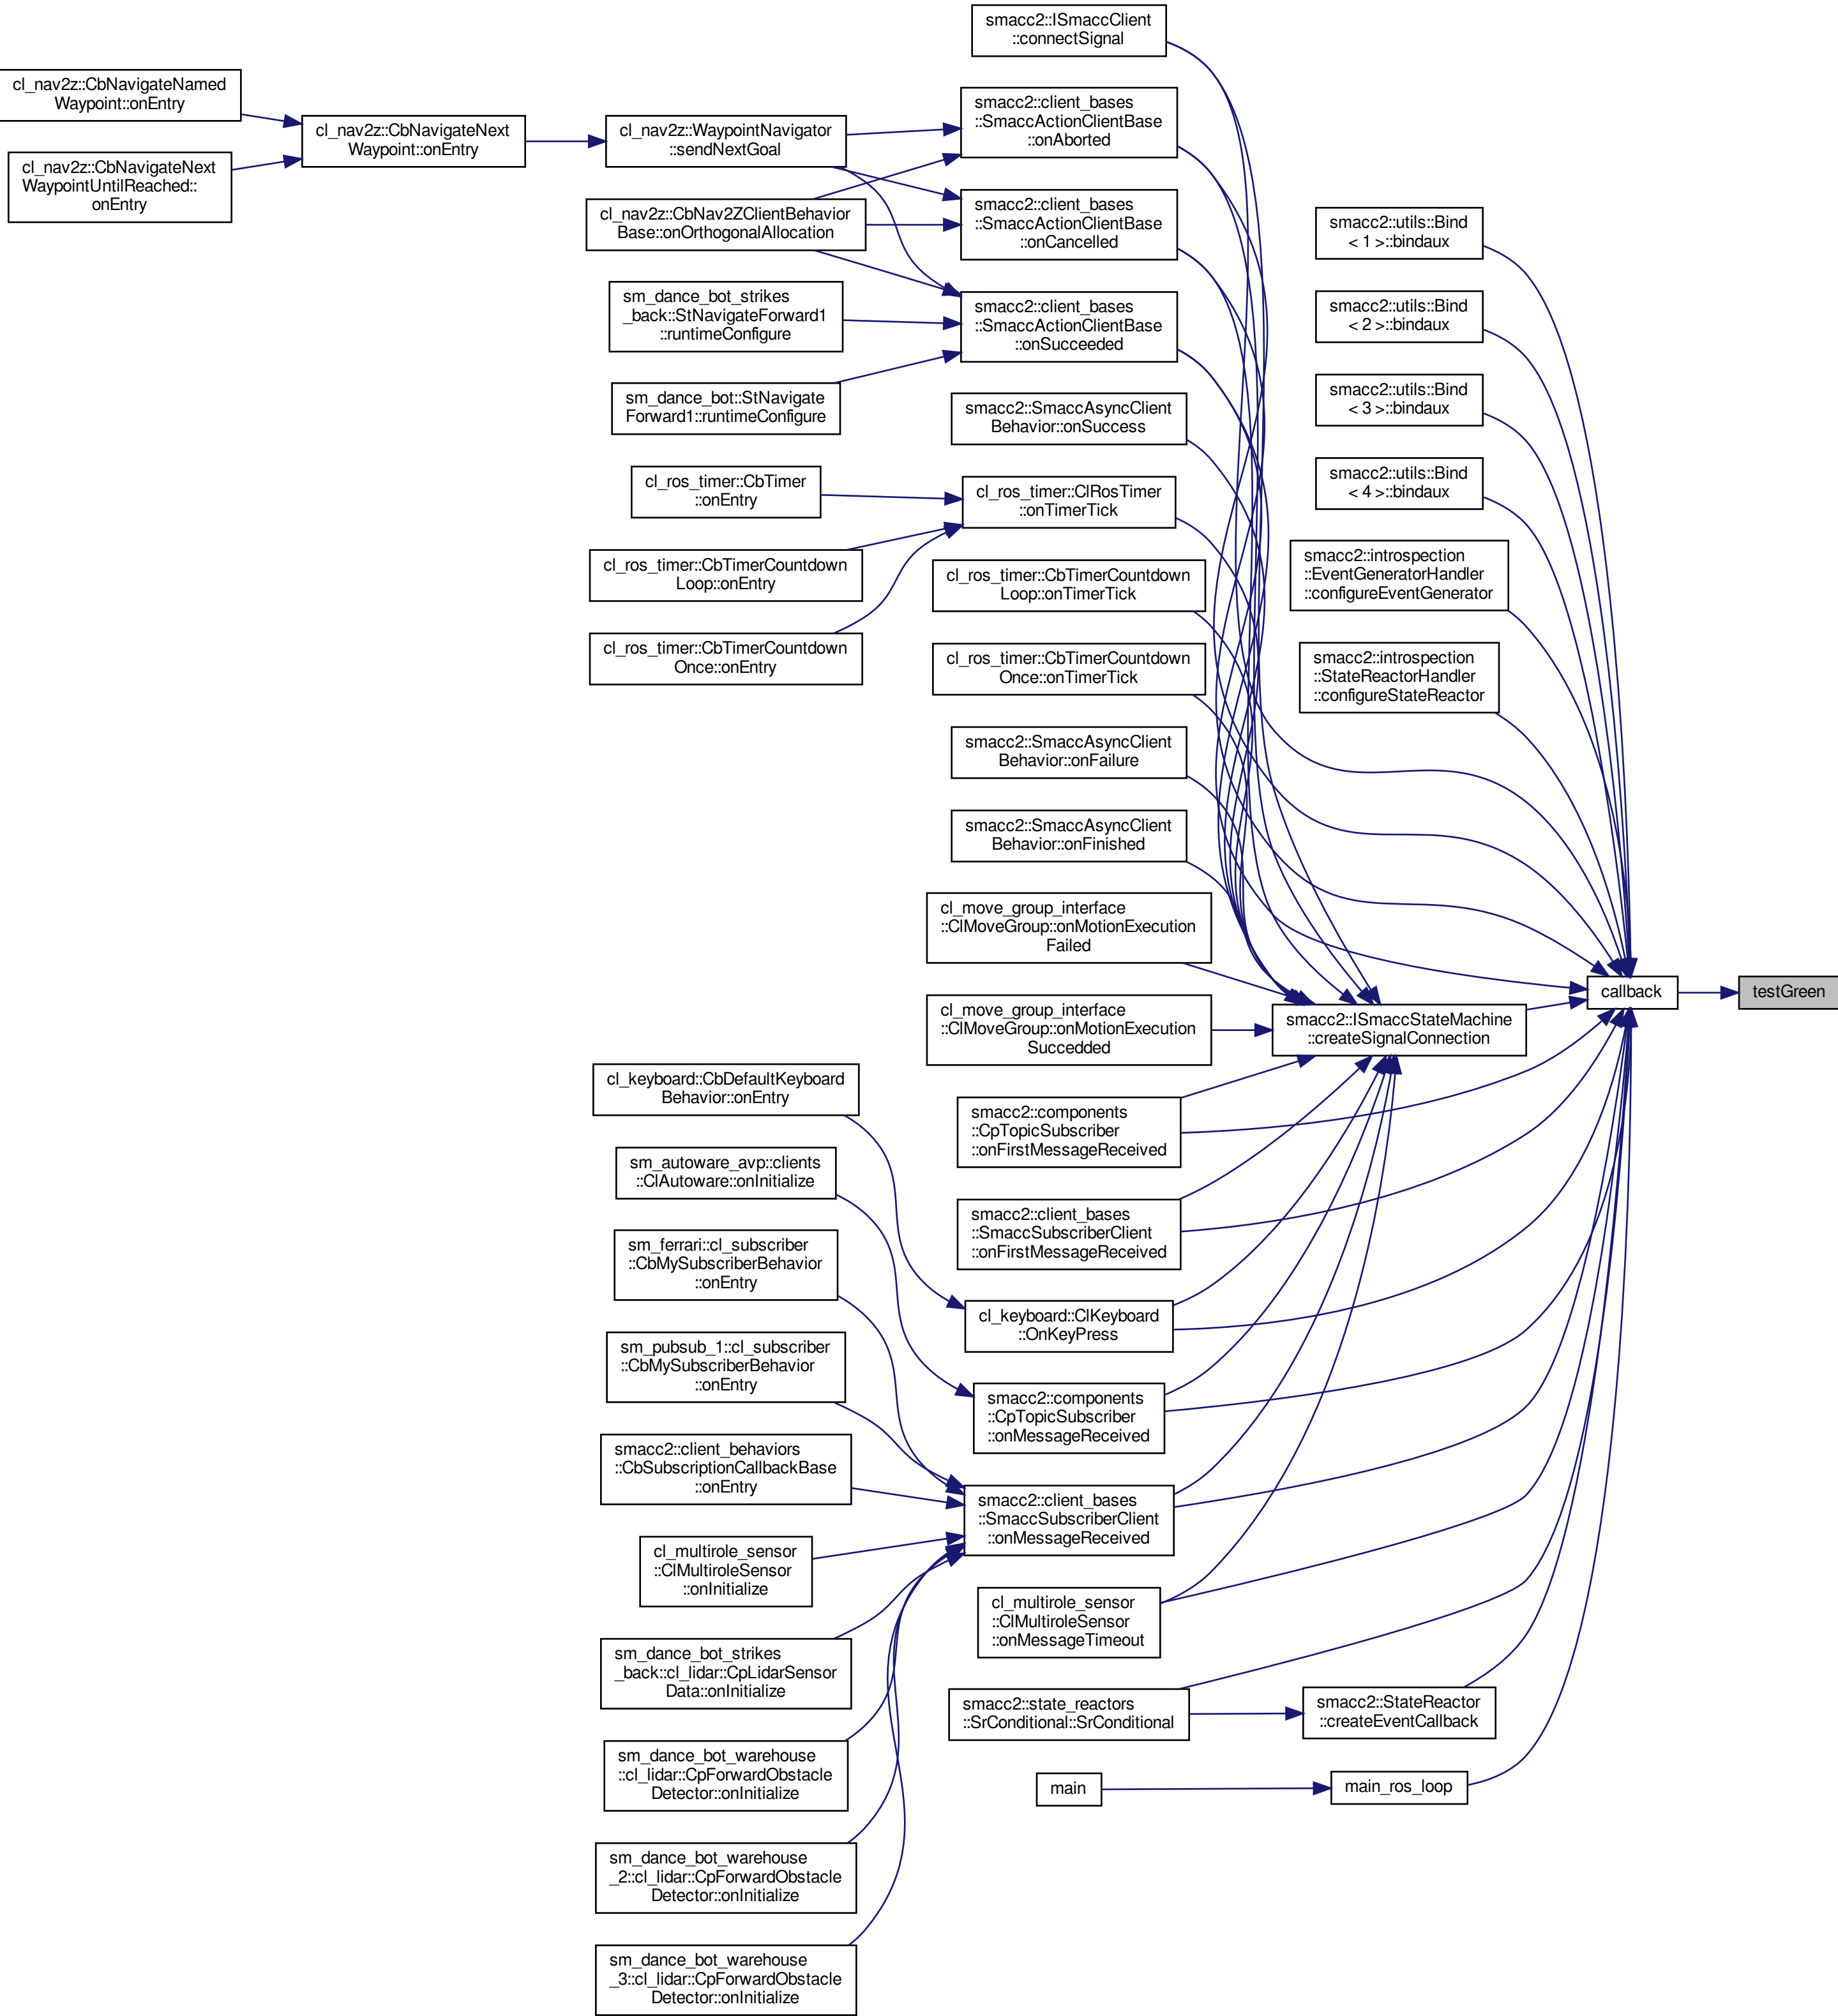 smacc2::ISmaccClient
::connectSignal
cl_nav2z::CbNavigateNamed
Waypoint::onEntry
cl_nav2z::CbNavigateNext
WaypointUntilReached::
onEntry
cl_nav2z::CbNavigateNext
Waypoint::onEntry
cl_nav2z::WaypointNavigator
::sendNextGoal
cl_nav2z::CbNav2ZClientBehavior
Base::onOrthogonalAllocation
sm_dance_bot_strikes
_back::StNavigateForward1
::runtimeConfigure
sm_dance_bot::StNavigate
Forward1::runtimeConfigure
cl_ros_timer::CbTimer
::onEntry
cl_ros_timer::CbTimerCountdown
Loop::onEntry
cl_ros_timer::CbTimerCountdown
Once::onEntry
cl_keyboard::CbDefaultKeyboard
Behavior::onEntry
sm_autoware_avp::clients
::ClAutoware::onInitialize
sm_ferrari::cl_subscriber
::CbMySubscriberBehavior
::onEntry
sm_pubsub_1::cl_subscriber
::CbMySubscriberBehavior
::onEntry
smacc2::client_behaviors
::CbSubscriptionCallbackBase
::onEntry
cl_multirole_sensor
::ClMultiroleSensor
::onInitialize
sm_dance_bot_strikes
_back::cl_lidar::CpLidarSensor
Data::onInitialize
sm_dance_bot_warehouse
::cl_lidar::CpForwardObstacle
Detector::onInitialize
sm_dance_bot_warehouse
_2::cl_lidar::CpForwardObstacle
Detector::onInitialize
sm_dance_bot_warehouse
_3::cl_lidar::CpForwardObstacle
Detector::onInitialize
smacc2::client_bases
::SmaccActionClientBase
::onAborted
smacc2::client_bases
::SmaccActionClientBase
::onCancelled
smacc2::client_bases
::SmaccActionClientBase
::onSucceeded
smacc2::SmaccAsyncClient
Behavior::onSuccess
cl_ros_timer::ClRosTimer
::onTimerTick
cl_ros_timer::CbTimerCountdown
Loop::onTimerTick
cl_ros_timer::CbTimerCountdown
Once::onTimerTick
smacc2::SmaccAsyncClient
Behavior::onFailure
smacc2::SmaccAsyncClient
Behavior::onFinished
cl_move_group_interface
::ClMoveGroup::onMotionExecution
Failed
cl_move_group_interface
::ClMoveGroup::onMotionExecution
Succedded
smacc2::components
::CpTopicSubscriber
::onFirstMessageReceived
smacc2::client_bases
::SmaccSubscriberClient
::onFirstMessageReceived
cl_keyboard::ClKeyboard
::OnKeyPress
smacc2::components
::CpTopicSubscriber
::onMessageReceived
smacc2::client_bases
::SmaccSubscriberClient
::onMessageReceived
cl_multirole_sensor
::ClMultiroleSensor
::onMessageTimeout
smacc2::state_reactors
::SrConditional::SrConditional
main
smacc2::utils::Bind
< 1 >::bindaux
smacc2::utils::Bind
< 2 >::bindaux
smacc2::utils::Bind
< 3 >::bindaux
smacc2::utils::Bind
< 4 >::bindaux
smacc2::introspection
::EventGeneratorHandler
::configureEventGenerator
smacc2::introspection
::StateReactorHandler
::configureStateReactor
smacc2::ISmaccStateMachine
::createSignalConnection
smacc2::StateReactor
::createEventCallback
main_ros_loop
callback
testGreen